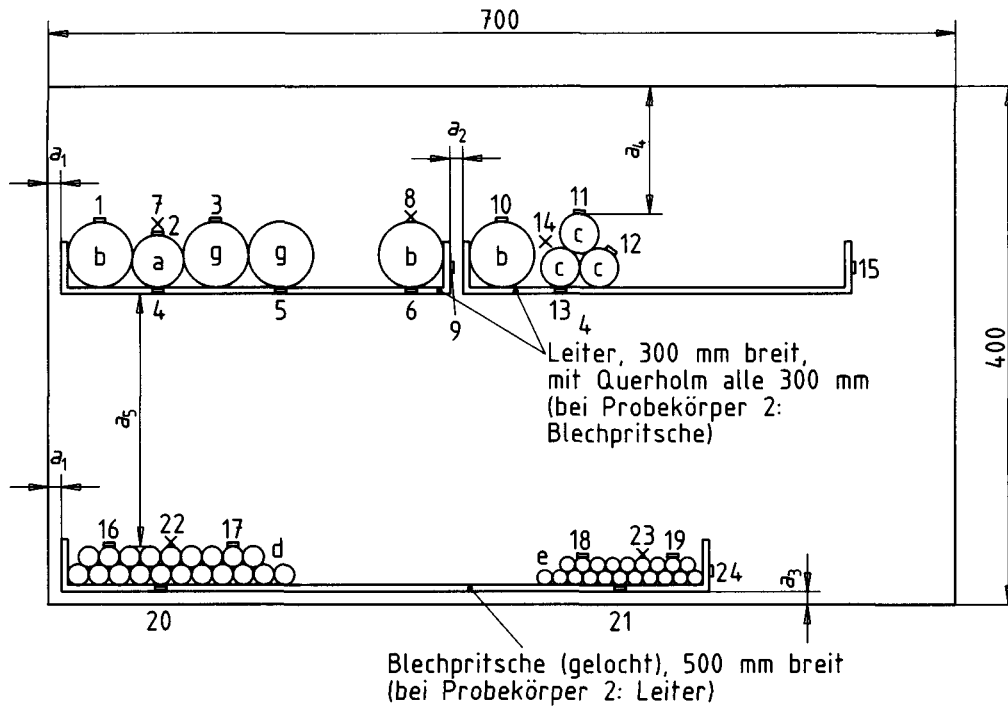 700
a₁
a₂
a₄
1
7
2
3
8
10
11
14
12
b
a
g
g
b
b
c
c
c
15
4
5
6
9
13
4
Leiter, 300 mm breit,
mit Querholm alle 300 mm
(bei Probekörper 2:
Blechpritsche)
400
a₅
a₁
16
22
17
d
18
23
19
e
24
a₃
20
21
Blechpritsche (gelocht), 500 mm breit
(bei Probekörper 2: Leiter)